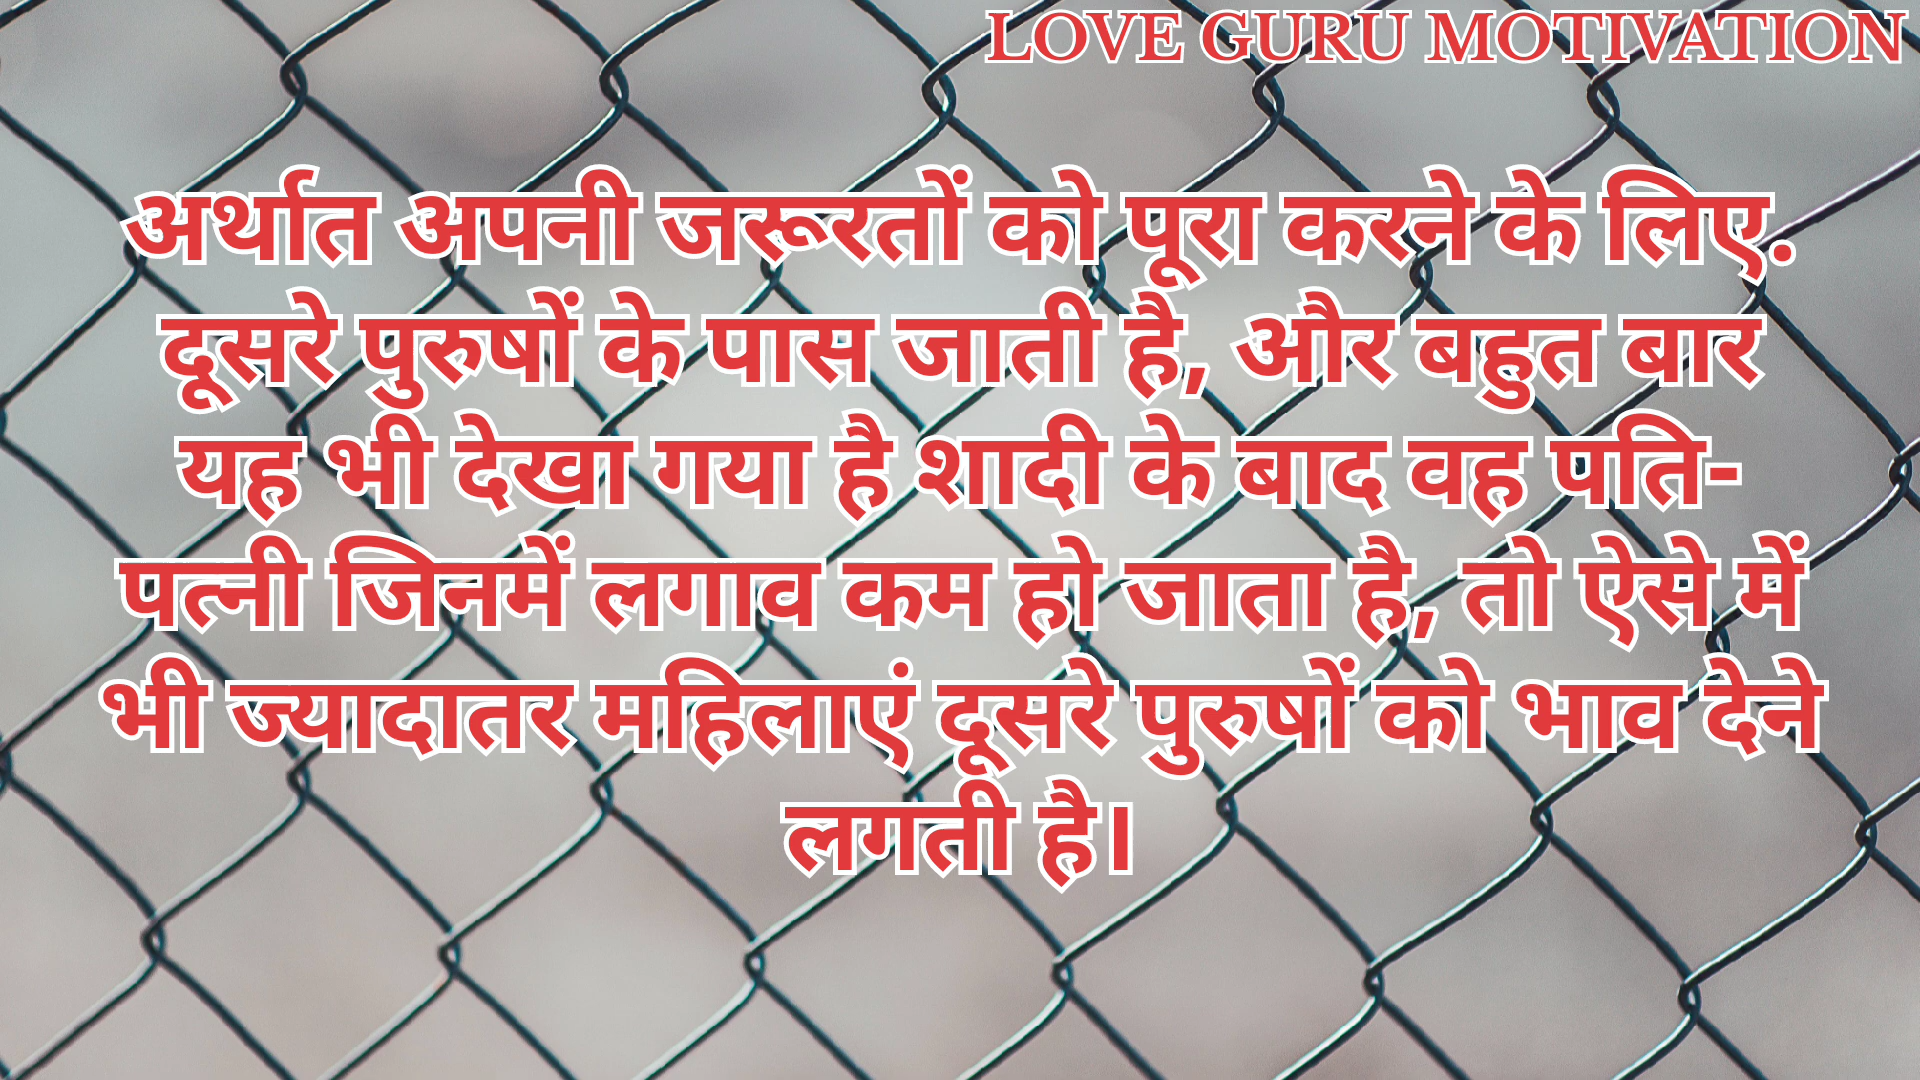 LOVE GURU MOTIVATION
अर्थात अपनी जरूरतों को पूरा करने के लिए.
दूसरे पुरुषों के पास जाती है, और बहुत बार
यह भी देखा गया है शादी के बाद वह पति-
पत्नी जिनमें लगाव कम हो जाता है, तो ऐसे में
भी ज्यादातर महिलाएं दूसरे पुरुषों को भाव देने
लगती है।